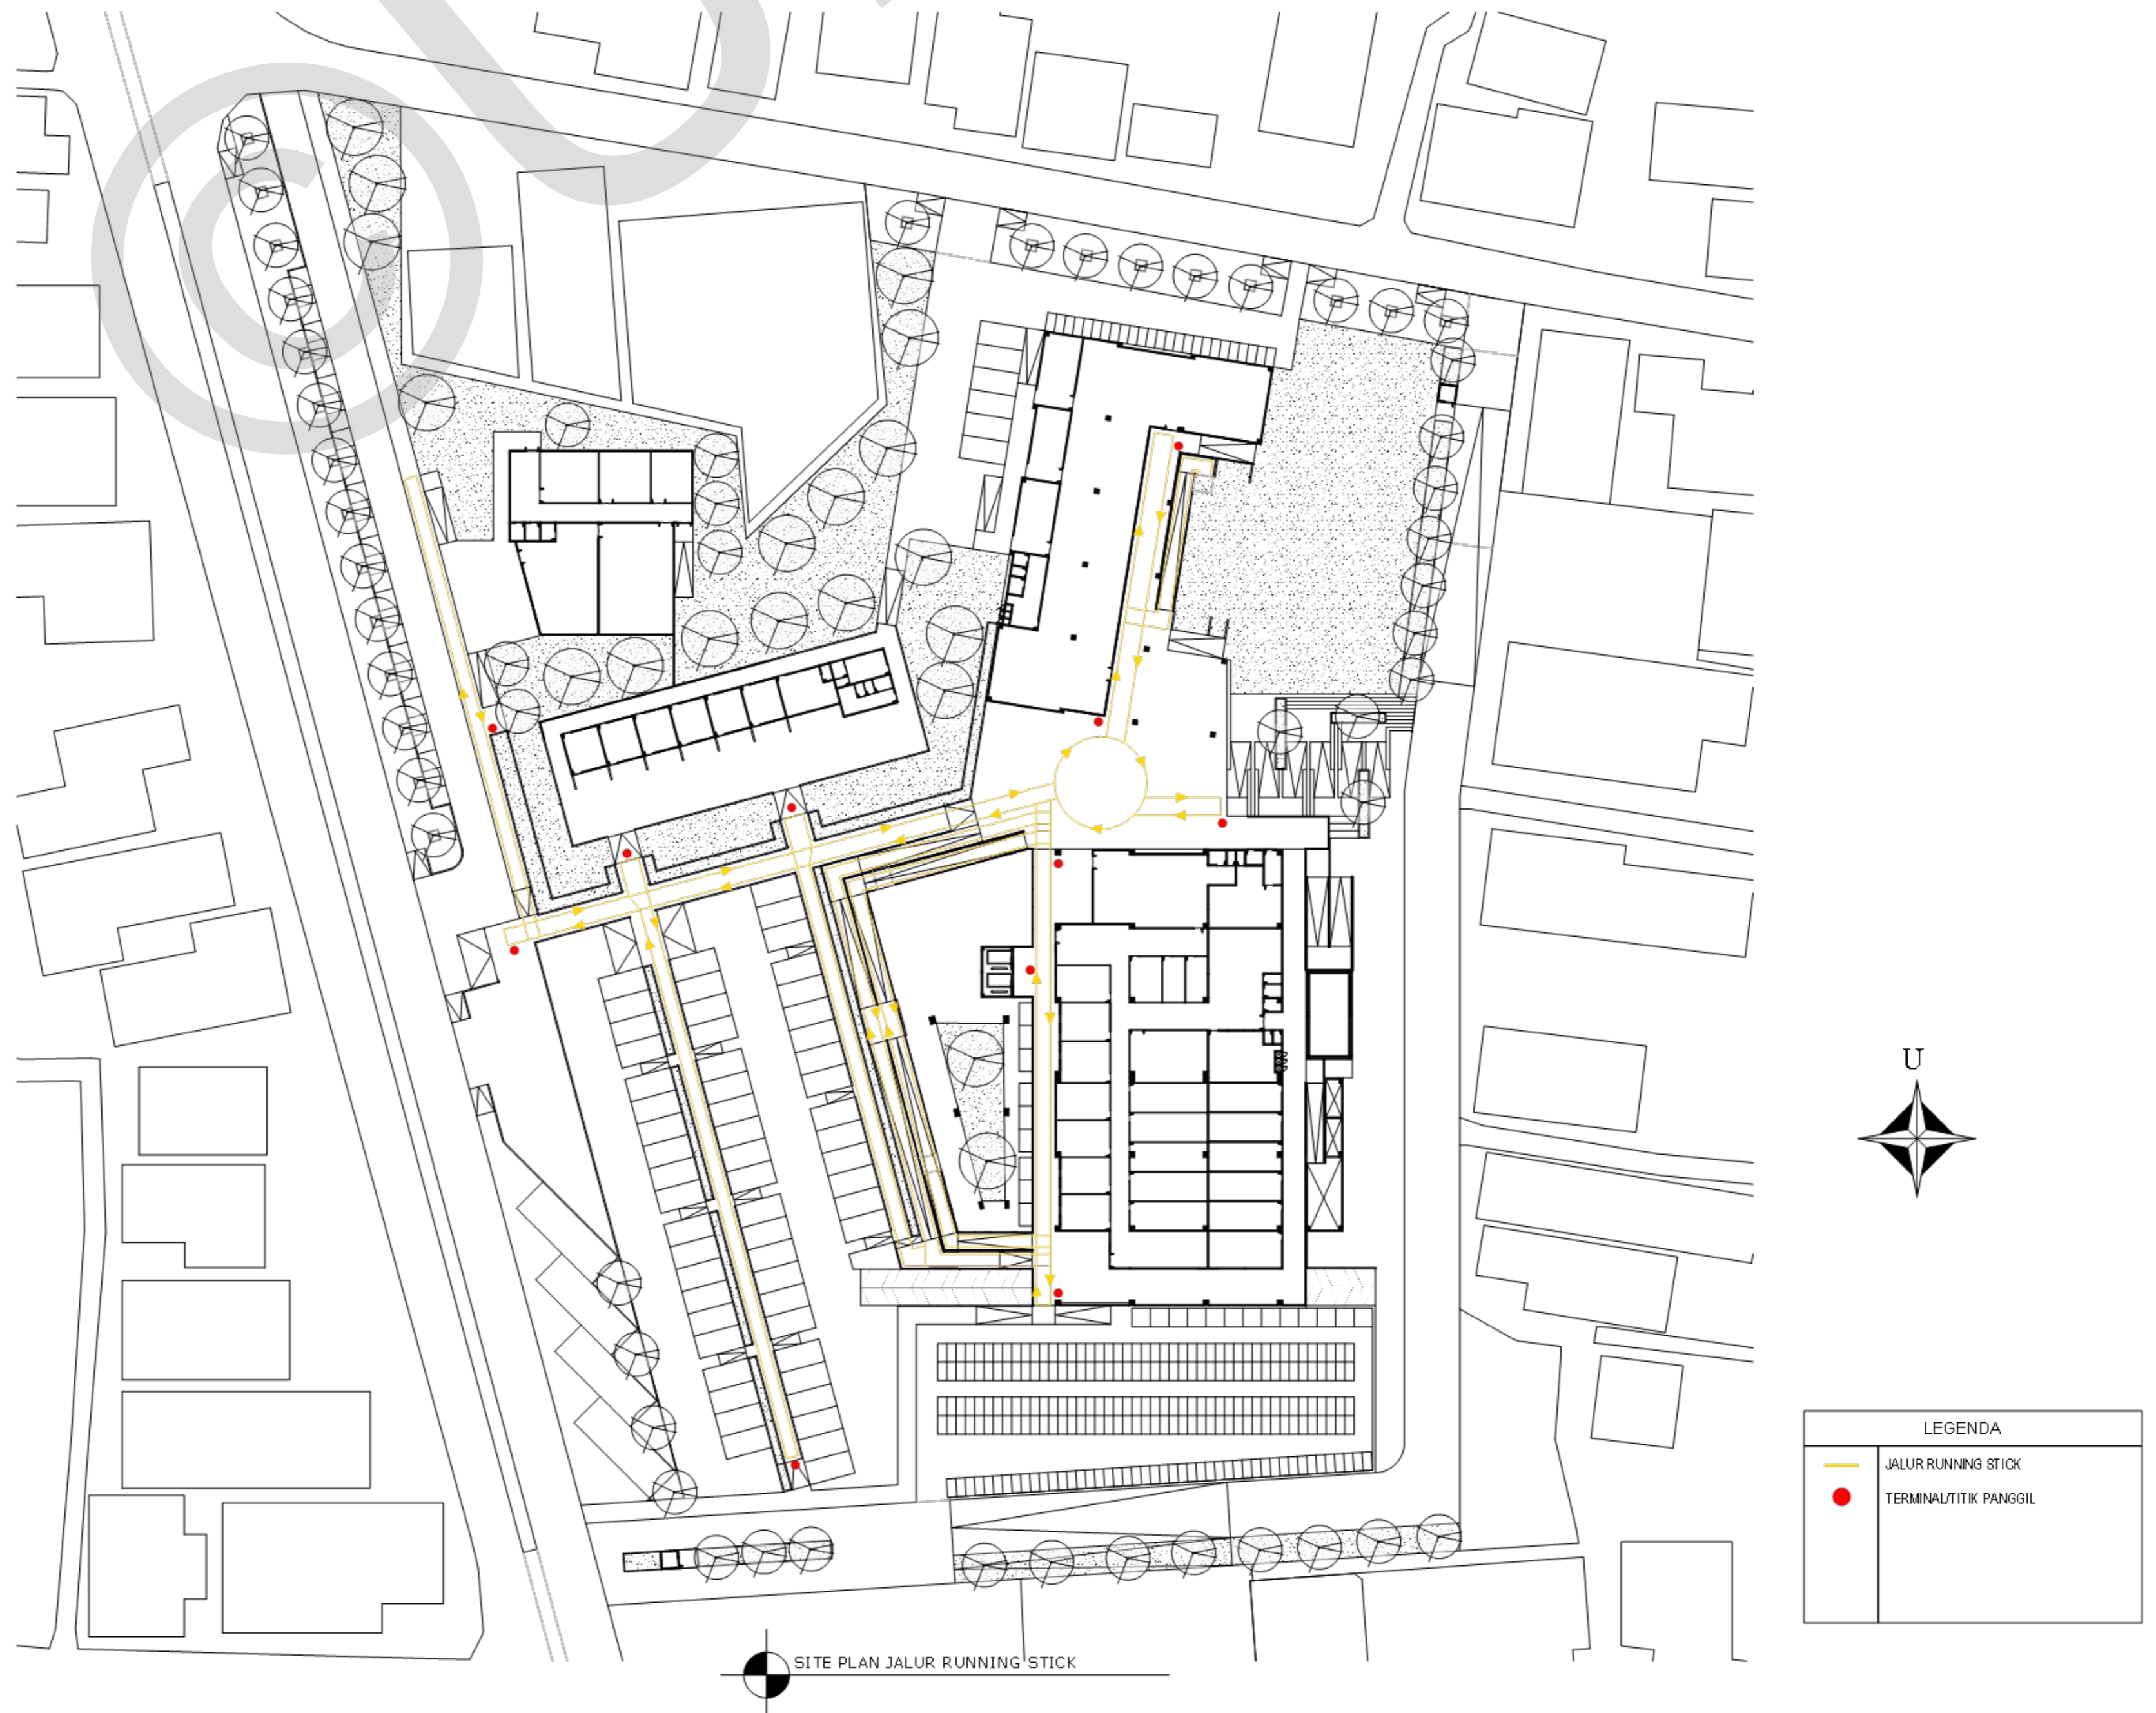 U
LEGENDA
JALUR RUNNING STICK
TERMINAL/TITIK PANGGIL
SITE PLAN JALUR RUNNING STICK